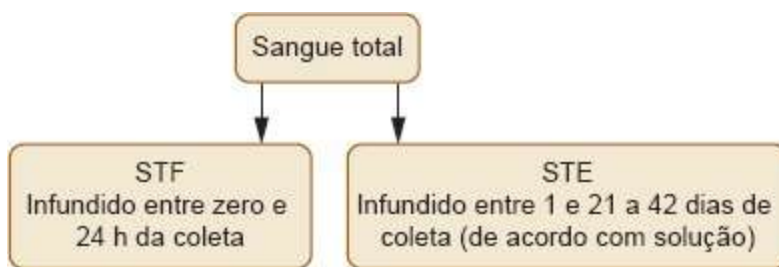 Sangue total
STF
Infundido entre zero e
24 h da coleta
STE
Infundido entre 1 e 21 a 42 dias de
coleta (de acordo com solução)